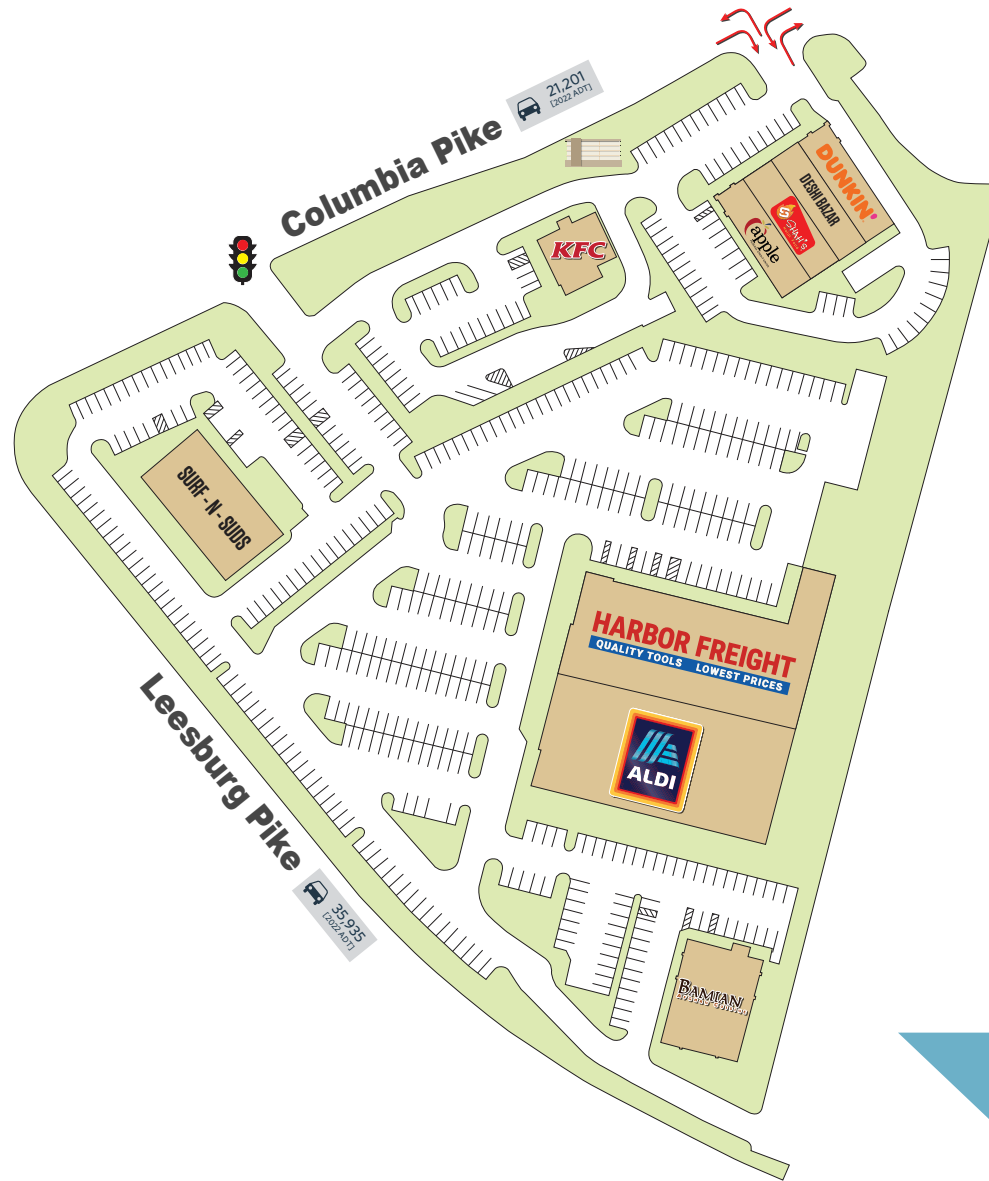 21,201
[2022 ADT]
Columbia Pike
DUNKIN'
DESHI BAZAR
SHAH'S
apple
KFC
SURF-N-SUDS
HARBOR FREIGHT
QUALITY TOOLS LOWEST PRICES
ALDI
Leesburg Pike
35,935
[2022 ADT]
BAMIAN